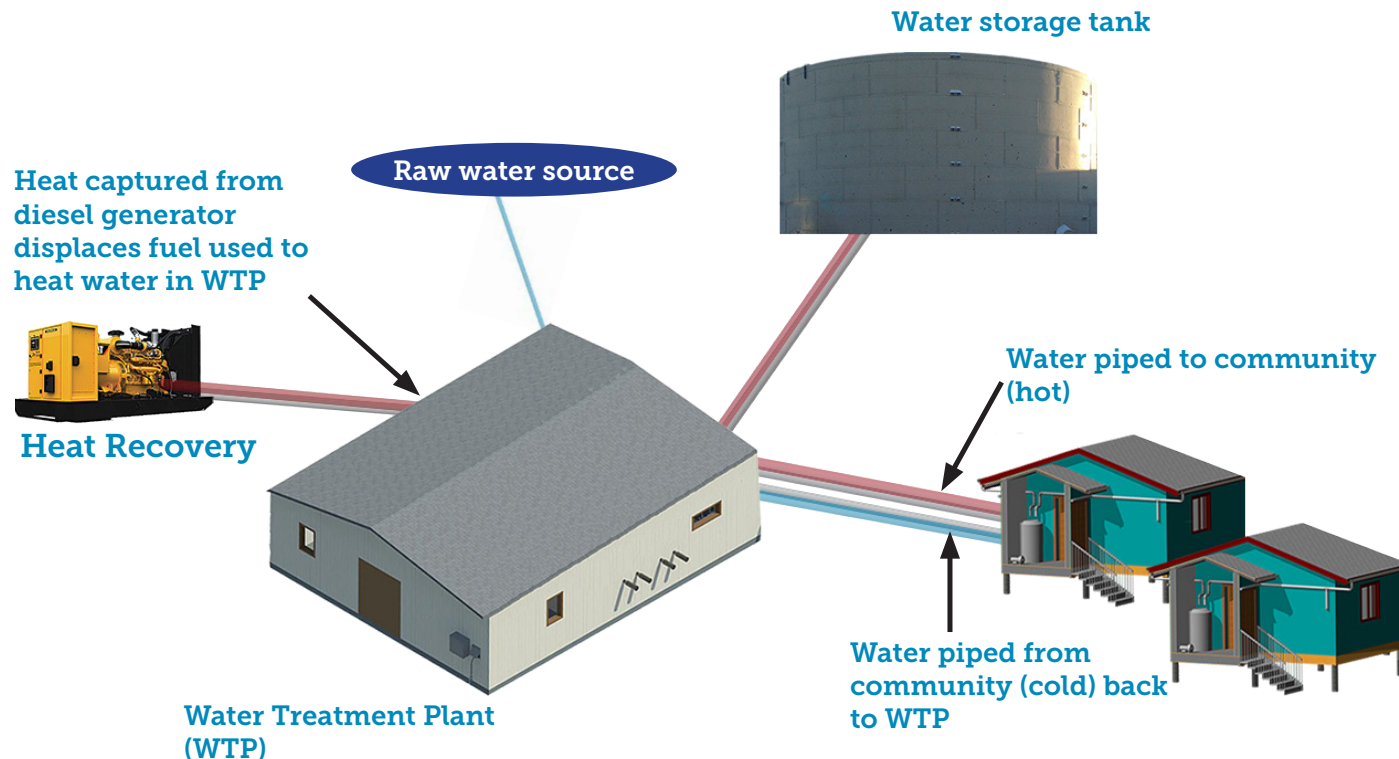 Water storage tank
Raw water source
Heat captured from
diesel generator
displaces fuel used to
heat water in WTP
Heat Recovery
Water piped to community
(hot)
Water piped from
community (cold) back
to WTP
Water Treatment Plant
(WTP)